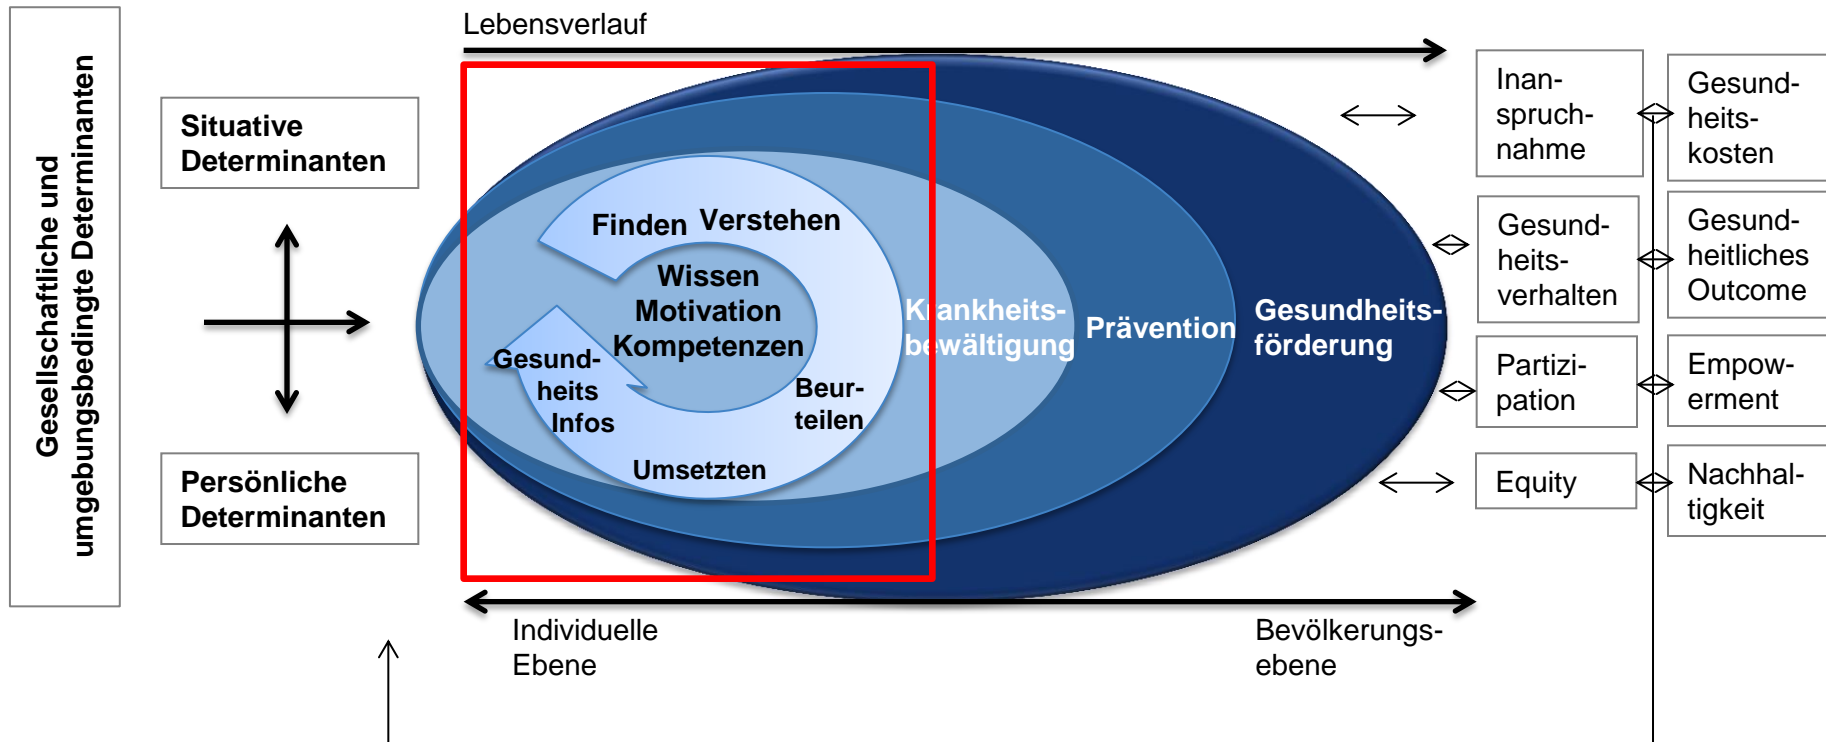 Lebensverlauf
Gesellschaftliche und
umgebungsbedingte Determinanten
Situative
Determinanten
Persönliche
Determinanten
Finden Verstehen
Wissen
Motivation
Kompetenzen
Gesund-
heits
Infos
Beur-
teilen
Umsetzten
Krankheits-
bewältigung
Prävention
Gesundheits-
förderung
Individuelle
Ebene
Bevölkerungs-
ebene
Inan-
spruch-
nahme
Gesund-
heits-
kosten
Gesund-
heits-
verhalten
Gesund-
heitliches
Outcome
Partizi-
pation
Empow-
erment
Equity
Nachhal-
tigkeit